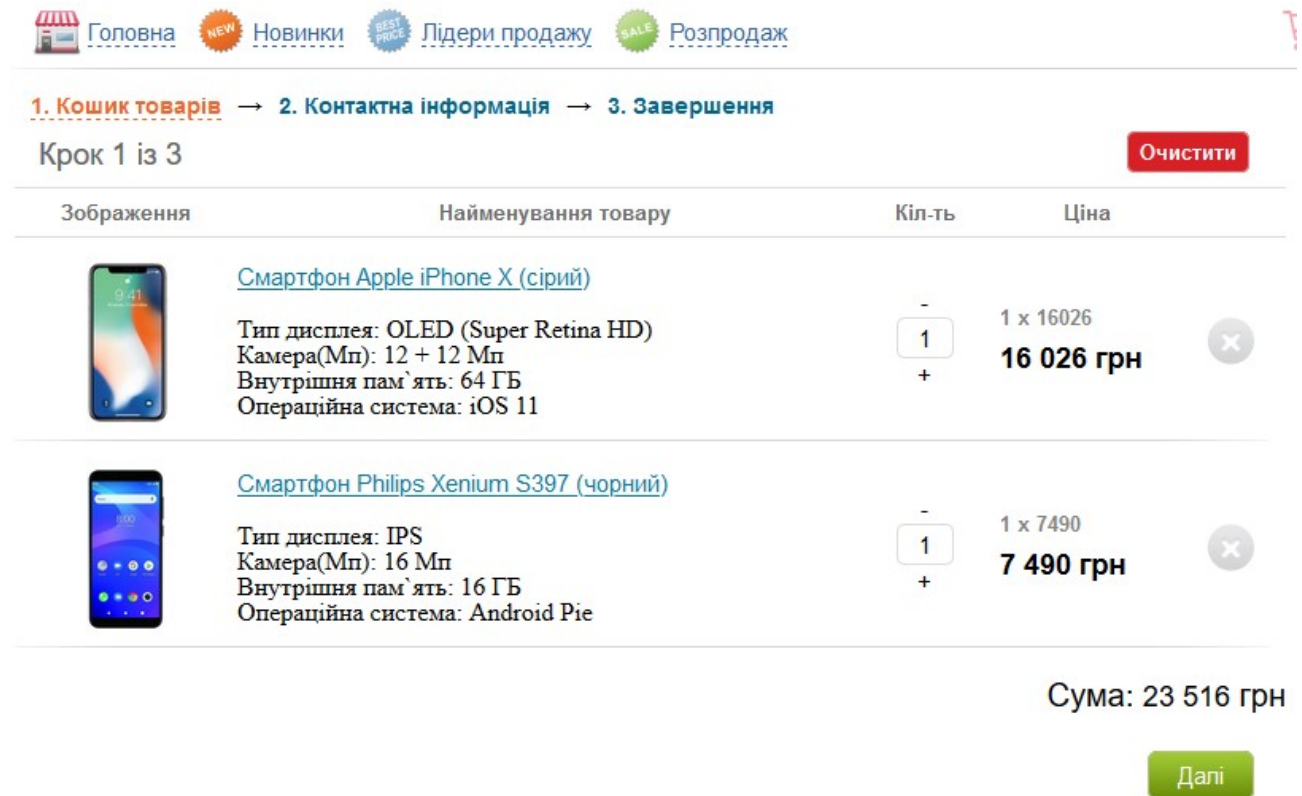 Головна NEW Новинки BEST PRICE Лідери продажу SALE Розпродаж
1. Кошик товарів → 2. Контактна інформація → 3. Завершення
Крок 1 із 3
Очистити
Зображення Найменування товару Кіл-ть Ціна
9:41
Смартфон Apple iPhone X (сірий)
Тип дисплея: OLED (Super Retina HD)
Камера(Мп): 12 + 12 Мп
Внутрішня пам`ять: 64 ГБ
Операційна система: iOS 11
-
1
+
1 x 16026
16 026 грн
8:00
Смартфон Philips Xenium S397 (чорний)
Тип дисплея: IPS
Камера(Мп): 16 Мп
Внутрішня пам`ять: 16 ГБ
Операційна система: Android Pie
-
1
+
1 x 7490
7 490 грн
Сума: 23 516 грн
Далі